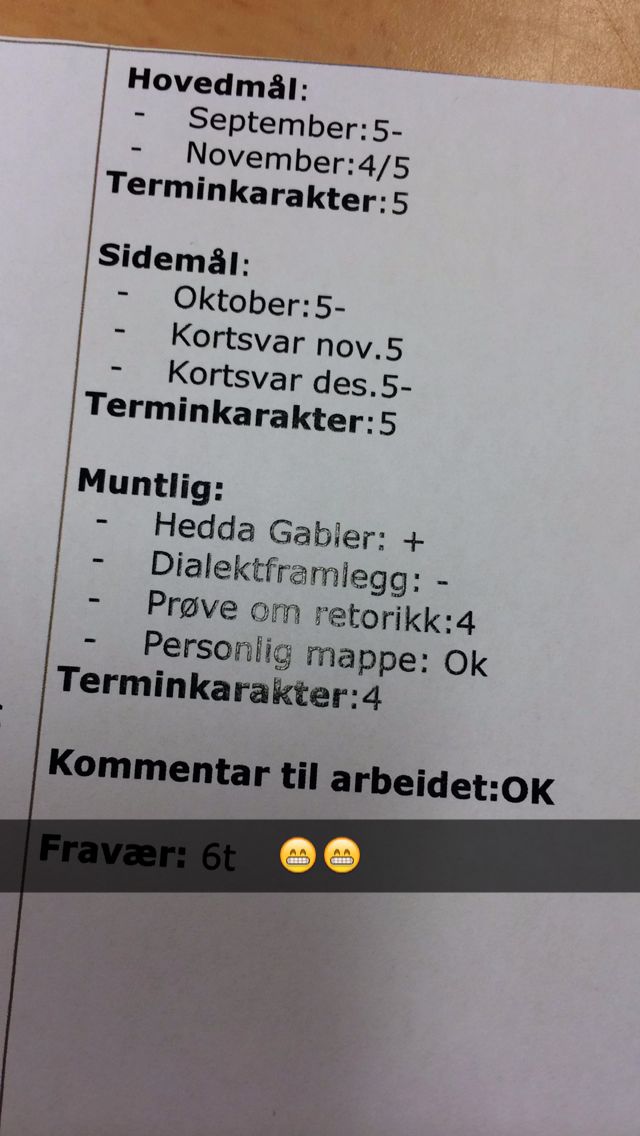 Hovedmål:
- September:5-
- November:4/5
Terminkarakter:5
Sidemål:
- Oktober:5-
- Kortsvar nov.5
- Kortsvar des.5-
Terminkarakter:5
Muntlig:
- Hedda Gabler: +
- Dialektframlegg: -
- Prøve om retorikk:4
- Personlig mappe: Ok
Terminkarakter:4
Kommentar til arbeidet:OK
Fravær: 6t 😁😁